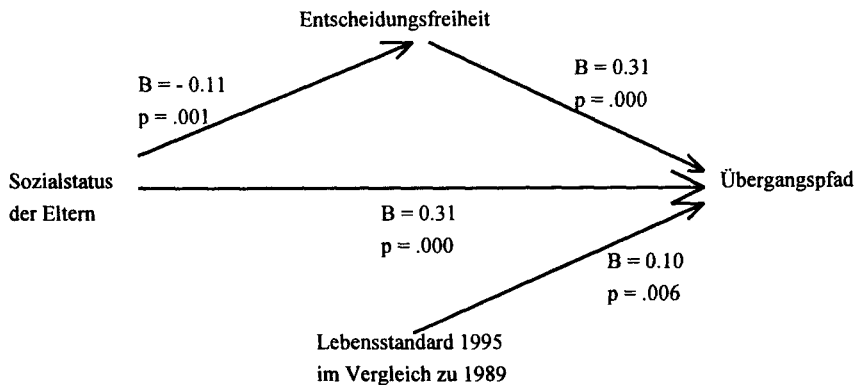 Entscheidungsfreiheit
B = - 0.11
p = .001
B = 0.31
p = .000
Sozialstatus
der Eltern
Übergangspfad
B = 0.31
p = .000
B = 0.10
p = .006
Lebensstandard 1995
im Vergleich zu 1989